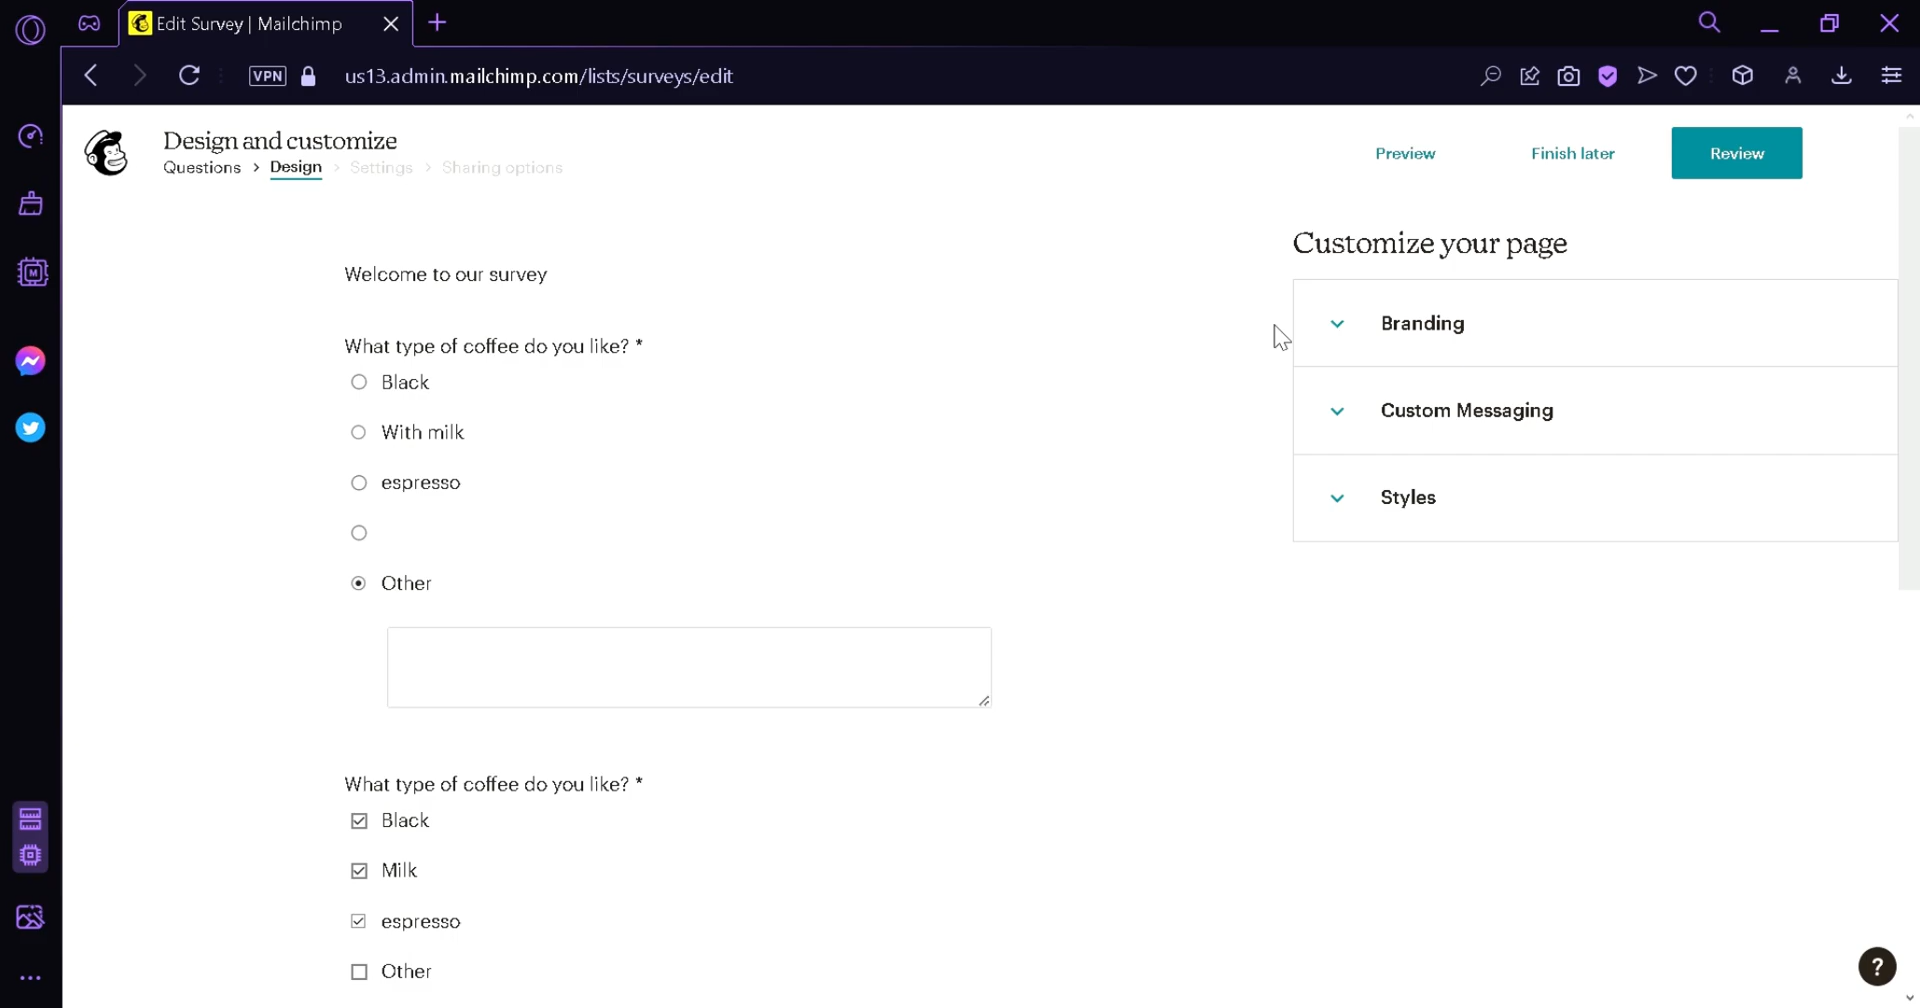 Edit Survey | Mailchimp
VPN
us13.admin.mailchimp.com/lists/surveys/edit
Design and customize
Questions > Design > Settings > Sharing options
Preview
Finish later
Review
Customize your page
Branding
Custom Messaging
Styles
Welcome to our survey
What type of coffee do you like? *
Black
With milk
espresso
Other
What type of coffee do you like? *
Black
Milk
espresso
Other
M
?